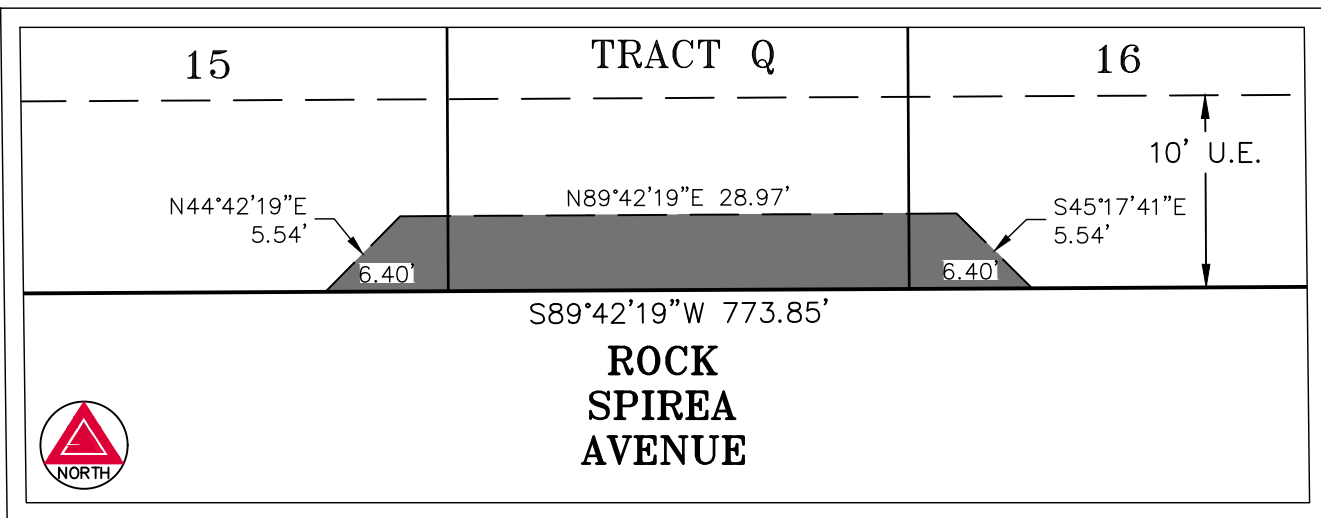 15
TRACT Q
16
10' U.E.
N44°42'19"E
5.54'
N89°42'19"E 28.97'
S45°17'41"E
5.54'
6.40'
6.40'
S89°42'19"W 773.85'
ROCK
SPIREA
AVENUE
NORTH